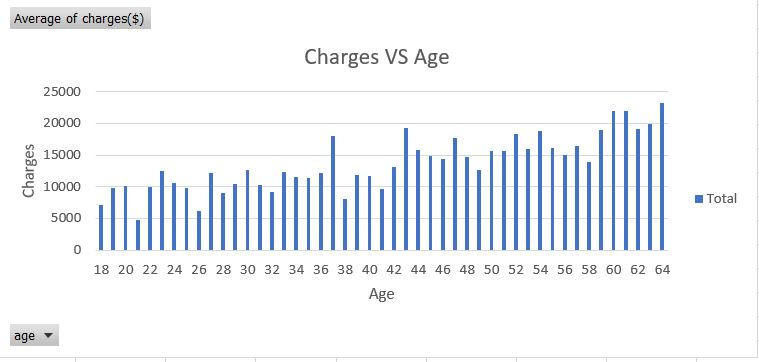 Average of charges($)
Charges VS Age
25000
20000
15000
10000
5000
0
Charges
18 20 22 24 26 28 30 32 34 36 38 40 42 44 46 48 50 52 54 56 58 60 62 64
Age
Total
age